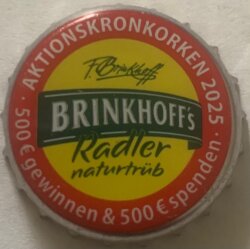 · AKTIONSKRONKORKEN 2025 ·
F. Brinkhoff
BRINKHOFF's
Radler
naturtrüb
500 € gewinnen & 500 € spenden